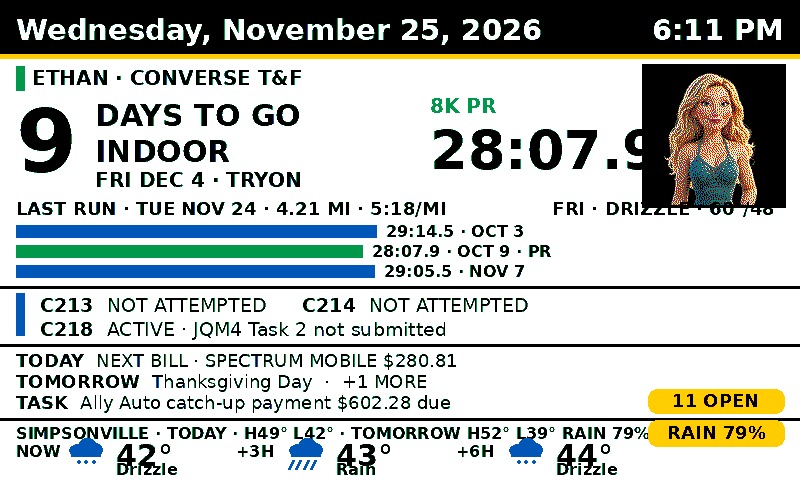 Wednesday, November 25, 2026 6:11 PM
ETHAN · CONVERSE T&F
9 DAYS TO GO
INDOOR
FRI DEC 4 · TRYON
8K PR
28:07.9
LAST RUN · TUE NOV 24 · 4.21 MI · 5:18/MI FRI · DRIZZLE · 60°/48°
29:14.5 · OCT 3
28:07.9 · OCT 9 · PR
29:05.5 · NOV 7
C213 NOT ATTEMPTED C214 NOT ATTEMPTED
C218 ACTIVE · JQM4 Task 2 not submitted
TODAY NEXT BILL · SPECTRUM MOBILE $280.81
TOMORROW Thanksgiving Day · +1 MORE
TASK Ally Auto catch-up payment $602.28 due
11 OPEN
SIMPSONVILLE · TODAY · H49° L42° · TOMORROW H52° L39° RAIN 79%
RAIN 79%
NOW 42° +3H 43° +6H 44°
Drizzle Rain Drizzle